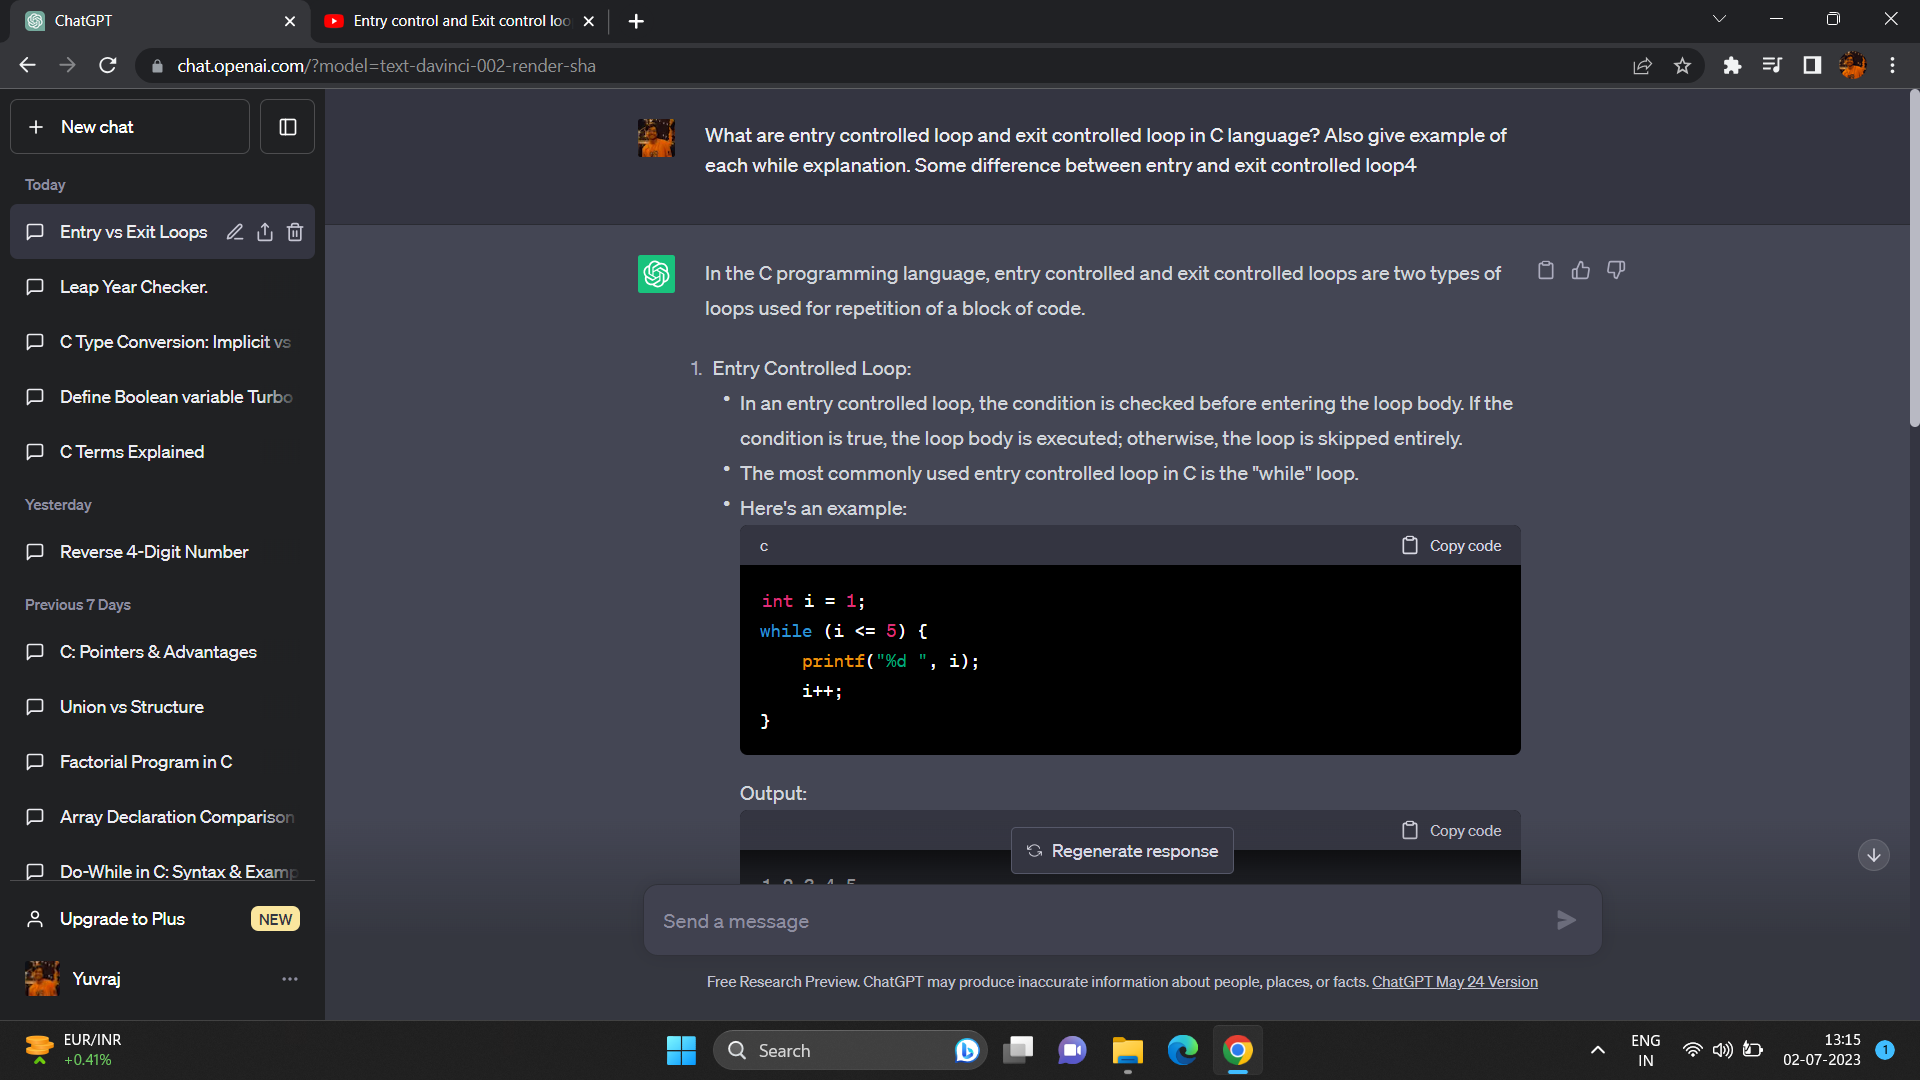 ChatGPT
Entry control and Exit control loo
chat.openai.com/?model=text-davinci-002-render-sha
New chat
Today
Entry vs Exit Loops
Leap Year Checker.
C Type Conversion: Implicit vs
Define Boolean variable Turbo
C Terms Explained
Yesterday
Reverse 4-Digit Number
Previous 7 Days
C: Pointers & Advantages
Union vs Structure
Factorial Program in C
Array Declaration Comparison
Do-While in C: Syntax & Examp
Upgrade to Plus NEW
Yuvraj
What are entry controlled loop and exit controlled loop in C language? Also give example of
each while explanation. Some difference between entry and exit controlled loop4
In the C programming language, entry controlled and exit controlled loops are two types of
loops used for repetition of a block of code.
1. Entry Controlled Loop:
• In an entry controlled loop, the condition is checked before entering the loop body. If the
condition is true, the loop body is executed; otherwise, the loop is skipped entirely.
• The most commonly used entry controlled loop in C is the "while" loop.
• Here's an example:
c Copy code
int i = 1;
while (i <= 5) {
    printf("%d ", i);
    i++;
}
Output:
Copy code
1 2 3 4 5
Regenerate response
Send a message
Free Research Preview. ChatGPT may produce inaccurate information about people, places, or facts. ChatGPT May 24 Version
EUR/INR
+0.41%
Search
ENG
IN
13:15
02-07-2023
1